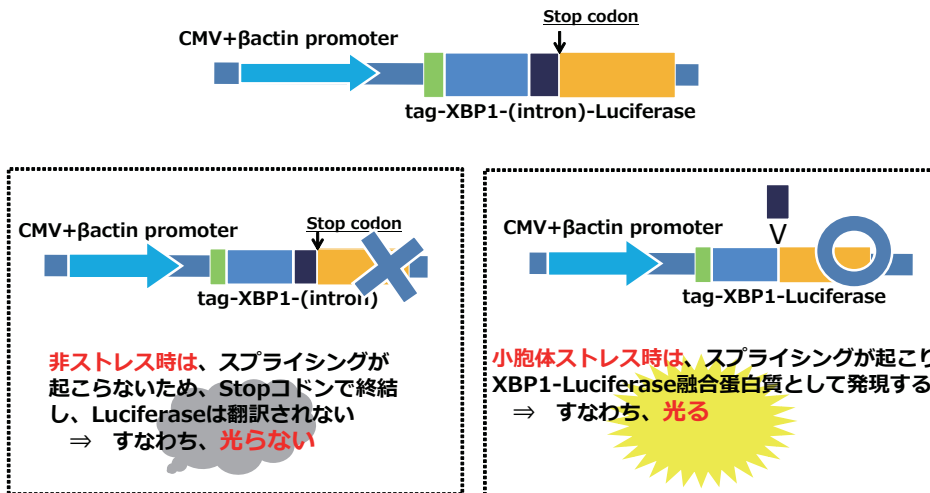 Stop codon
CMV+βactin promoter
tag-XBP1-(intron)-Luciferase
Stop codon
CMV+βactin promoter
tag-XBP1-(intron)
非ストレス時は、スプライシングが
起こらないため、Stopコドンで終結
し、Luciferaseは翻訳されない
⇒ すなわち、光らない
CMV+βactin promoter
tag-XBP1-Luciferase
小胞体ストレス時は、スプライシングが起こり
XBP1-Luciferase融合蛋白質として発現する
⇒ すなわち、光る